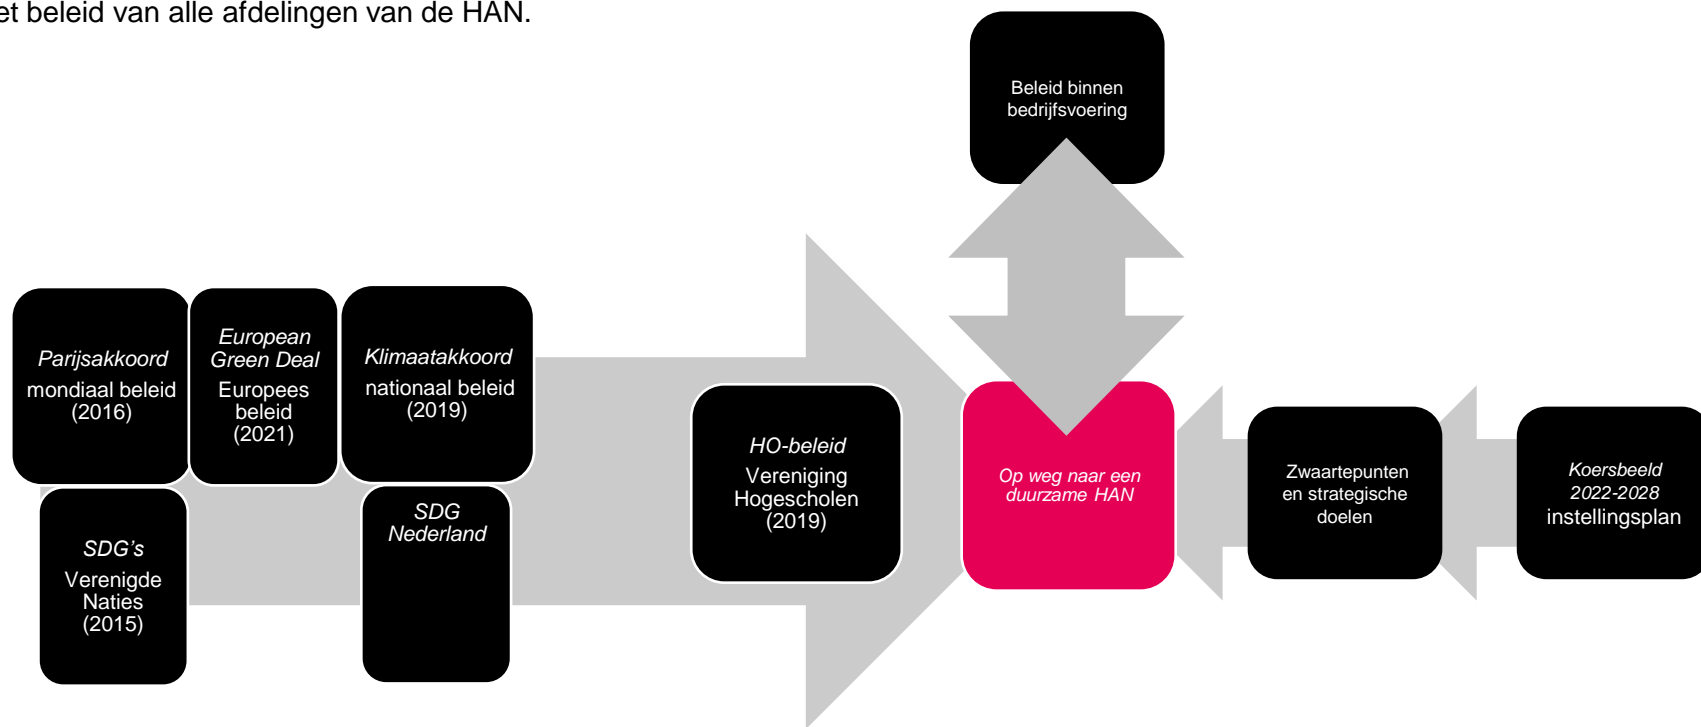 et beleid van alle afdelingen van de HAN.
Beleid binnen
bedrijfsvoering
Parijsakkoord
mondiaal beleid
(2016)
European
Green Deal
Europees
beleid
(2021)
Klimaatakkoord
nationaal beleid
(2019)
SDG's
Verenigde
Naties
(2015)
SDG
Nederland
HO-beleid
Vereniging
Hogescholen
(2019)
Op weg naar een
duurzame HAN
Zwaartepunten
en strategische
doelen
Koersbeeld
2022-2028
instellingsplan